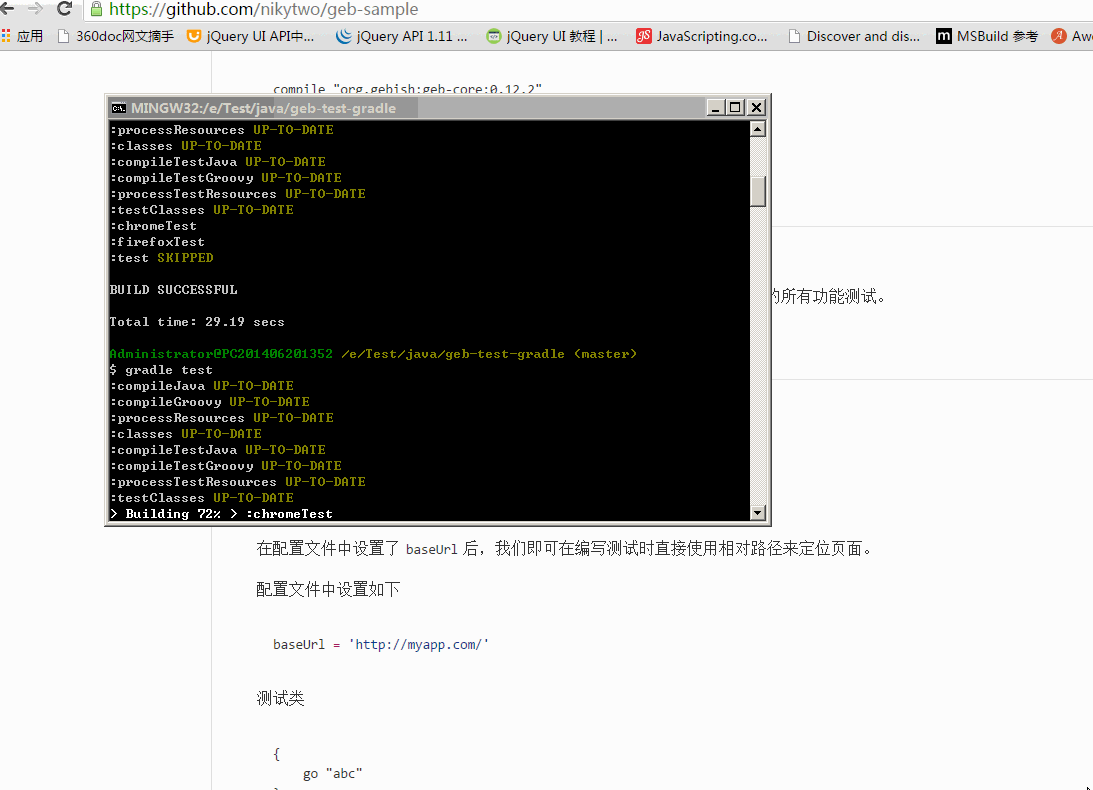 https://github.com/nikytwo/geb-sample
应用 360doc网文摘手 jQuery UI API中... jQuery API 1.11 ... jQuery UI 教程 | ... JavaScripting.co... Discover and dis... MSBuild 参考 Aw
compile "org.gebish:geb-core:0.12.2"
MINGW32:/e/Test/java/geb-test-gradle
:processResources UP-TO-DATE
:classes UP-TO-DATE
:compileTestJava UP-TO-DATE
:compileTestGroovy UP-TO-DATE
:processTestResources UP-TO-DATE
:testClasses UP-TO-DATE
:chromeTest
:firefoxTest
:test SKIPPED
BUILD SUCCESSFUL
的所有功能测试。
Total time: 29.19 secs
Administrator@PC201406201352 /e/Test/java/geb-test-gradle (master)
$ gradle test
:compileJava UP-TO-DATE
:compileGroovy UP-TO-DATE
:processResources UP-TO-DATE
:classes UP-TO-DATE
:compileTestJava UP-TO-DATE
:compileTestGroovy UP-TO-DATE
:processTestResources UP-TO-DATE
:testClasses UP-TO-DATE
> Building 72% > :chromeTest
在配置文件中设置了 baseUrl 后，我们即可在编写测试时直接使用相对路径来定位页面。
配置文件中设置如下
baseUrl = 'http://myapp.com/'
测试类
{
go "abc"